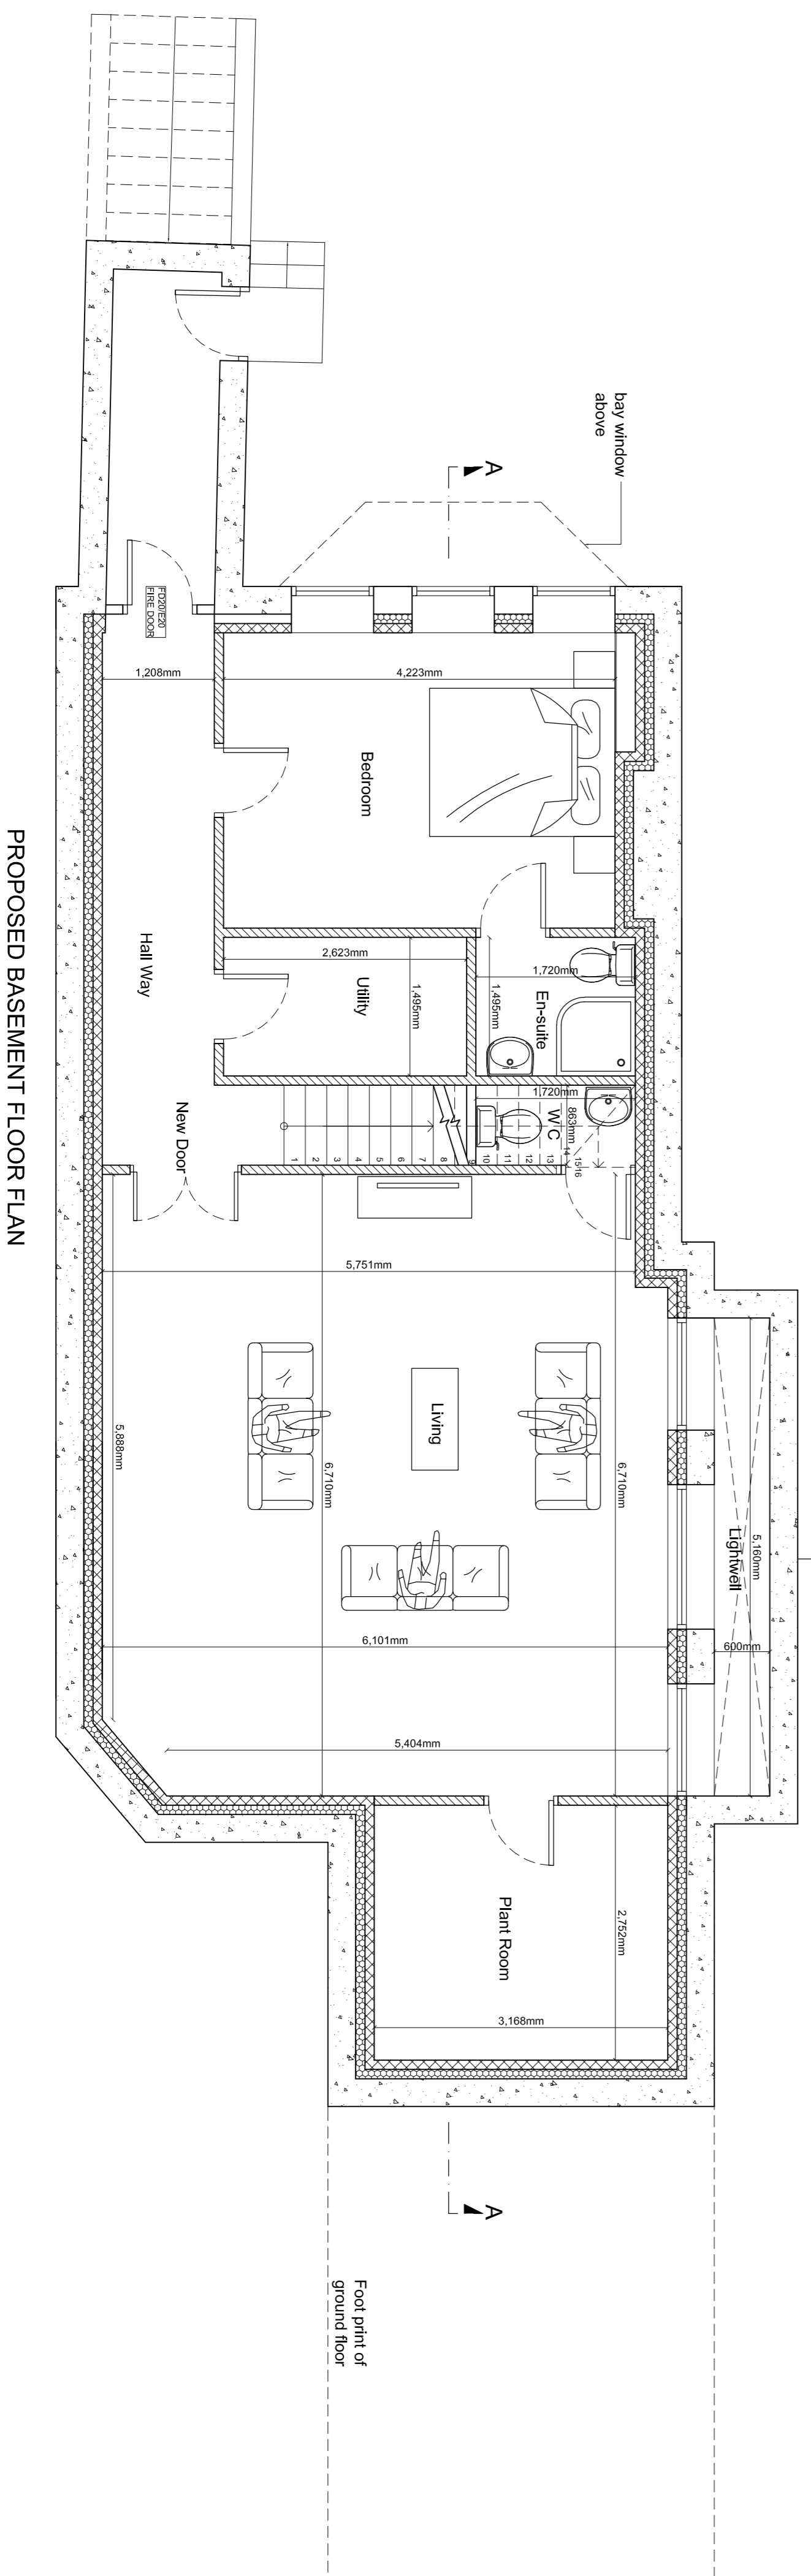 bay window
above
A
FD20/E20
FIRE DOOR
1,208mm
4,223mm
Bedroom
Hall Way
2,623mm
1,495mm
Utility
1,720mm
1,495mm
En-suite
1,720mm
863mm
W C
New Door
1
2
3
4
5
6
7
8
9
10
11
12
13
14
15
16
5,751mm
5,888mm
6,710mm
6,710mm
Living
5,160mm
Lightwell
600mm
6,101mm
5,404mm
Plant Room
2,752mm
3,168mm
A
Foot print of
ground floor
PROPOSED BASEMENT FLOOR FLAN